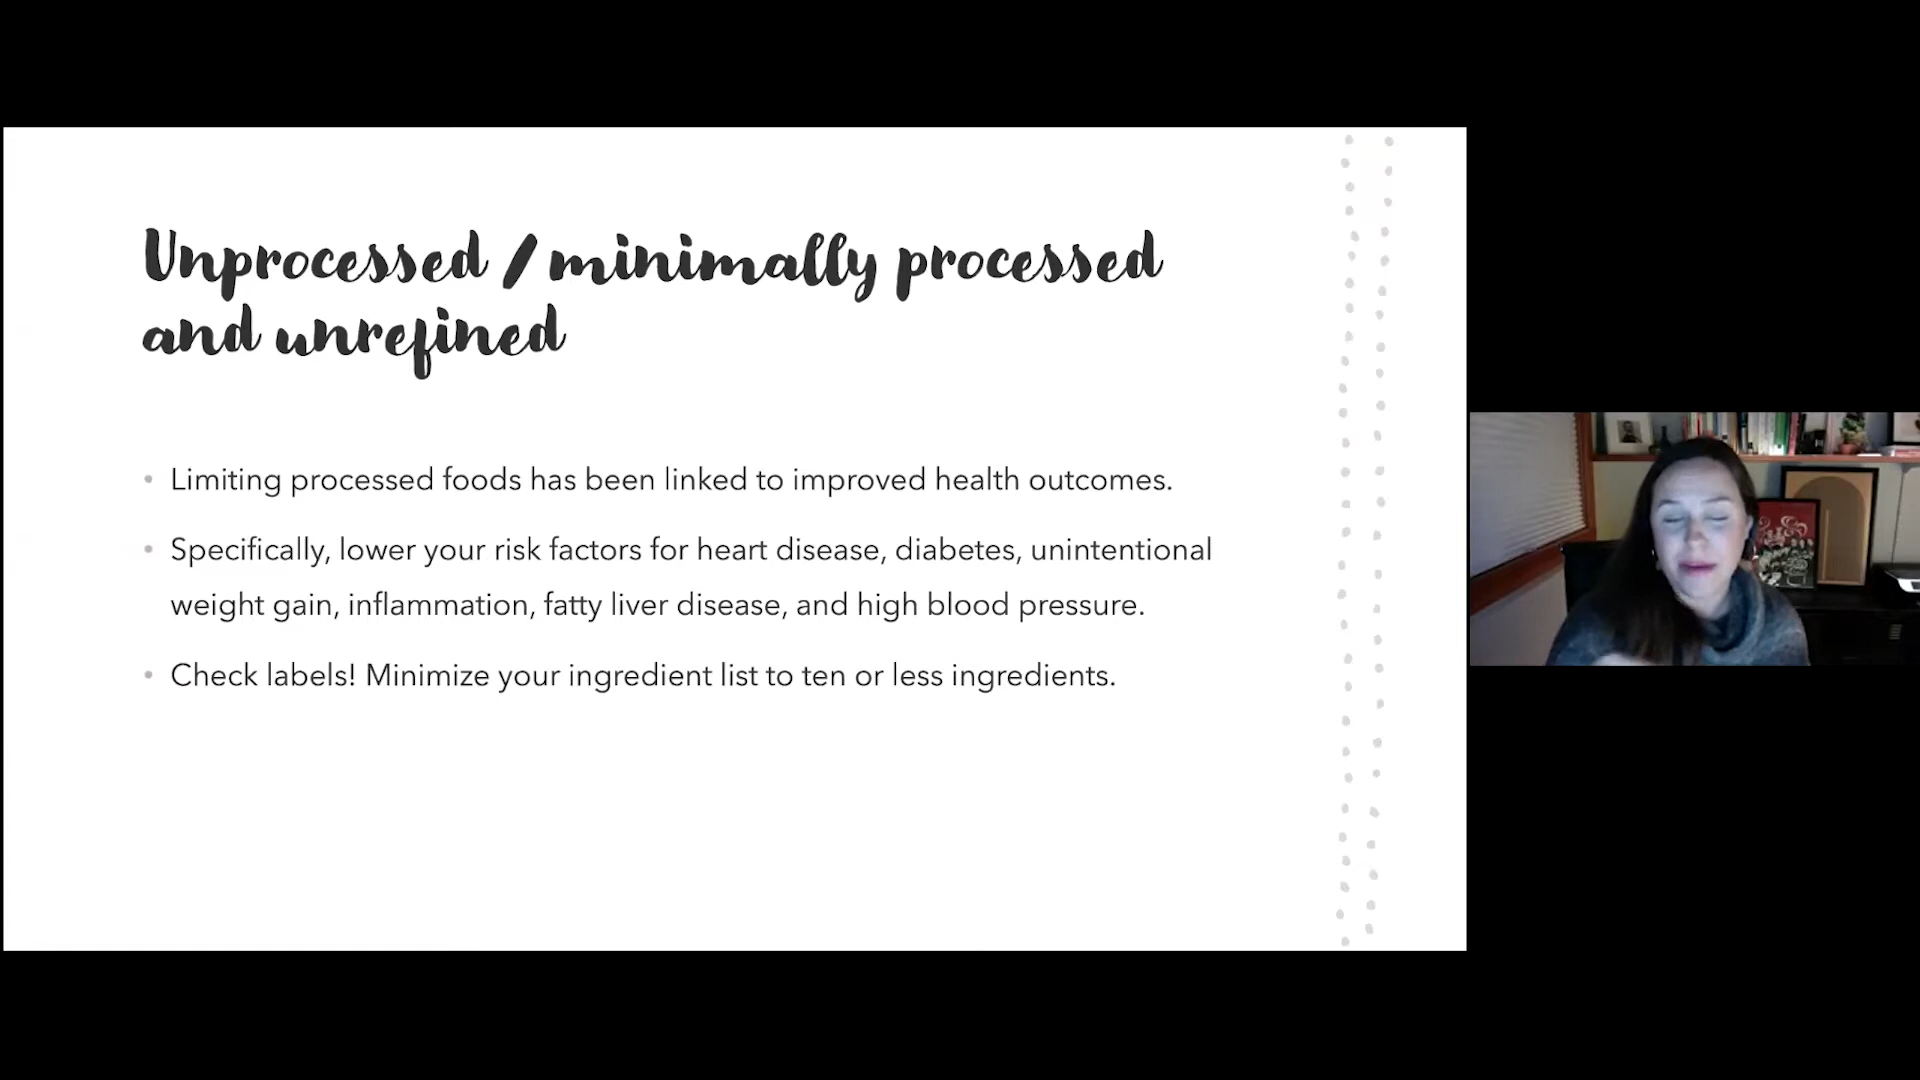 Unprocessed / minimally processed
and unrefined
• Limiting processed foods has been linked to improved health outcomes.
• Specifically, lower your risk factors for heart disease, diabetes, unintentional
weight gain, inflammation, fatty liver disease, and high blood pressure.
• Check labels! Minimize your ingredient list to ten or less ingredients.